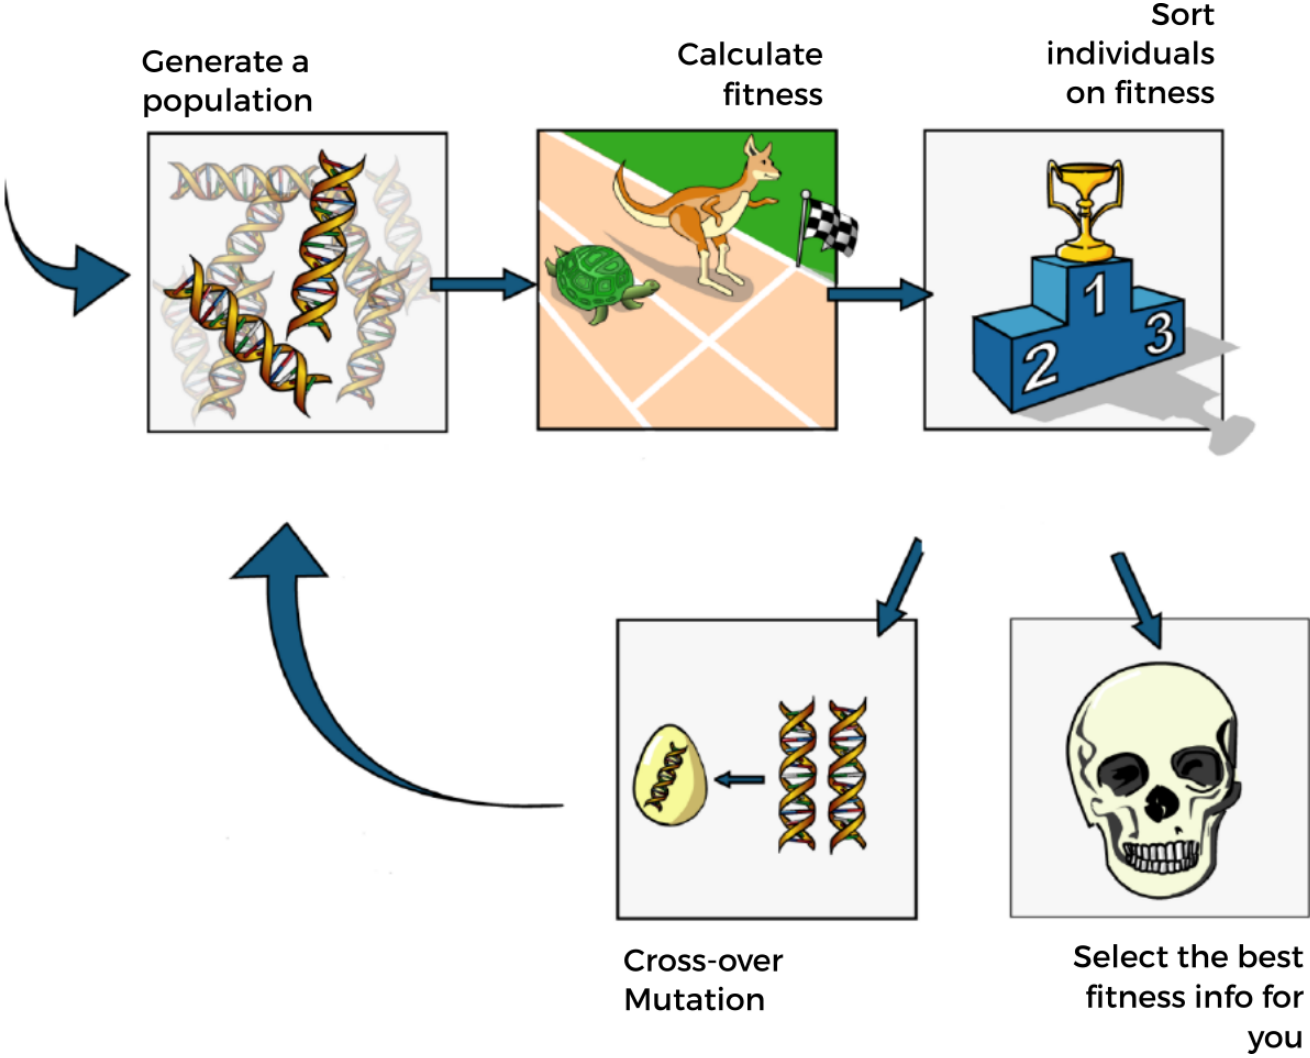 Generate a
population
Calculate
fitness
Sort
individuals
on fitness
1
2
3
Cross-over
Mutation
Select the best
fitness info for
you